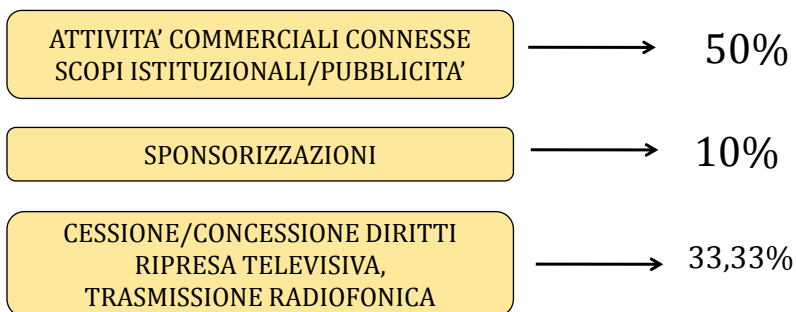 ATTIVITA’ COMMERCIALI CONNESSE
SCOPI ISTITUZIONALI/PUBBLICITA’
50%
SPONSORIZZAZIONI
10%
CESSIONE/CONCESSIONE DIRITTI
RIPRESA TELEVISIVA,
TRASMISSIONE RADIOFONICA
33,33%